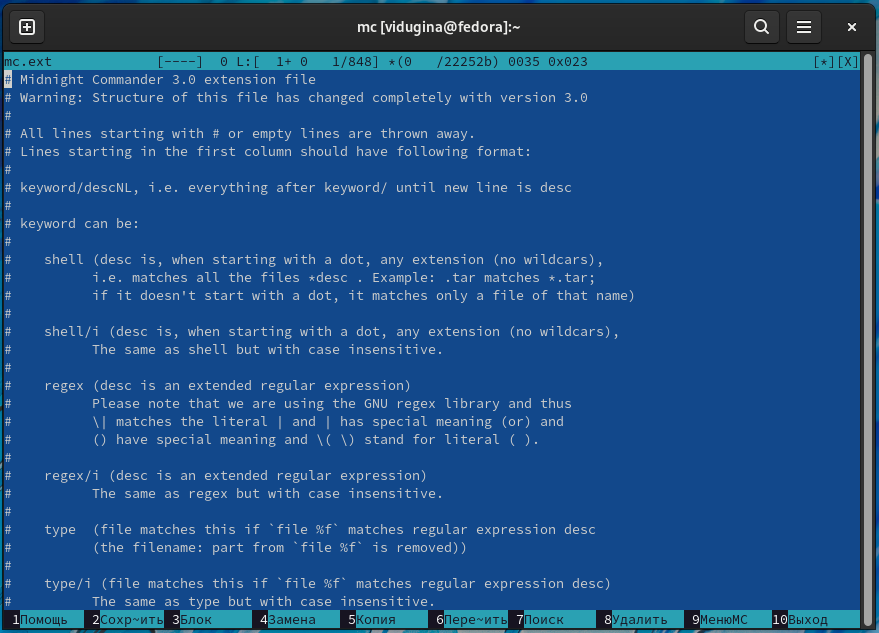 mc [vidugina@fedora]:~
mc.ext [----] 0 L:[ 1+ 0 1/848] *(0 /22252b) 0035 0x023 [*][X]
# Midnight Commander 3.0 extension file
# Warning: Structure of this file has changed completely with version 3.0
#
# All lines starting with # or empty lines are thrown away.
# Lines starting in the first column should have following format:
#
# keyword/descNL, i.e. everything after keyword/ until new line is desc
#
# keyword can be:
#
#    shell (desc is, when starting with a dot, any extension (no wildcars),
#          i.e. matches all the files *desc . Example: .tar matches *.tar;
#          if it doesn't start with a dot, it matches only a file of that name)
#
#    shell/i (desc is, when starting with a dot, any extension (no wildcars),
#          The same as shell but with case insensitive.
#
#    regex (desc is an extended regular expression)
#          Please note that we are using the GNU regex library and thus
#          \| matches the literal | and | has special meaning (or) and
#          () have special meaning and \( \) stand for literal ( ).
#
#    regex/i (desc is an extended regular expression)
#          The same as regex but with case insensitive.
#
#    type  (file matches this if `file %f` matches regular expression desc
#          (the filename: part from `file %f` is removed))
#
#    type/i (file matches this if `file %f` matches regular expression desc)
#          The same as type but with case insensitive.
1Помощь 2Сохр~ить 3Блок 4Замена 5Копия 6Пере~ить 7Поиск 8Удалить 9МенюМС 10Выход